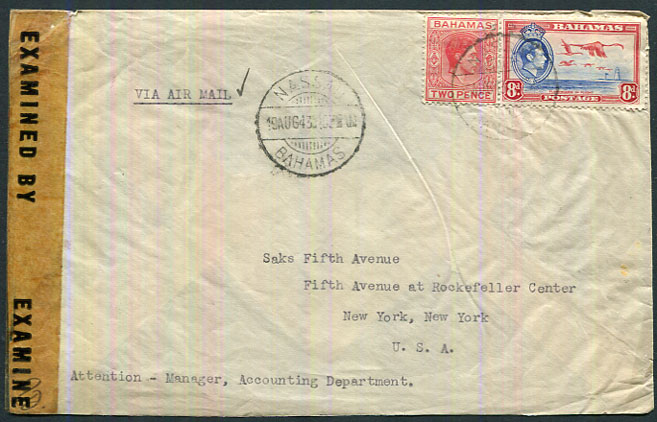 EXAMINED BY
EXAMINE
VIA AIR MAIL
BAHAMAS
TWO PENCE
BAHAMAS
8d
POSTAGE
8d
BAHAMAS
Saks Fifth Avenue
Fifth Avenue at Rockefeller Center
New York, New York
U. S. A.
Attention - Manager, Accounting Department.